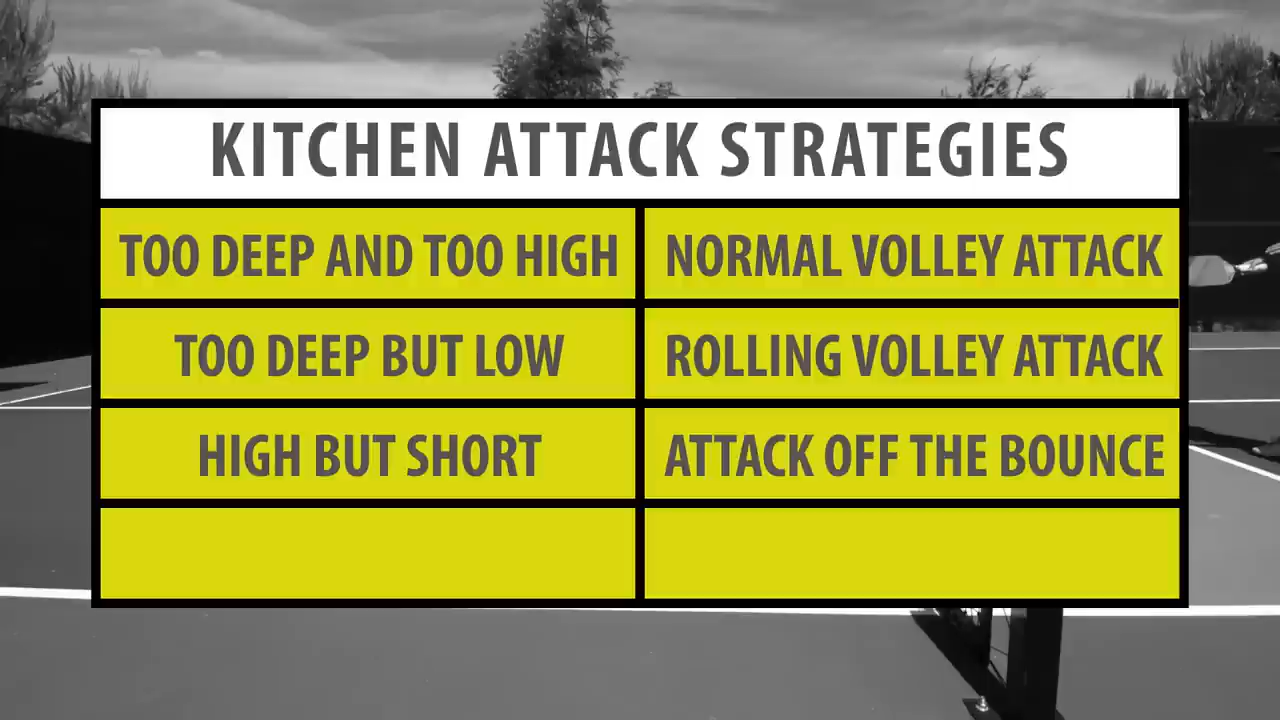 KITCHEN ATTACK STRATEGIES
TOO DEEP AND TOO HIGH NORMAL VOLLEY ATTACK
TOO DEEP BUT LOW ROLLING VOLLEY ATTACK
HIGH BUT SHORT ATTACK OFF THE BOUNCE